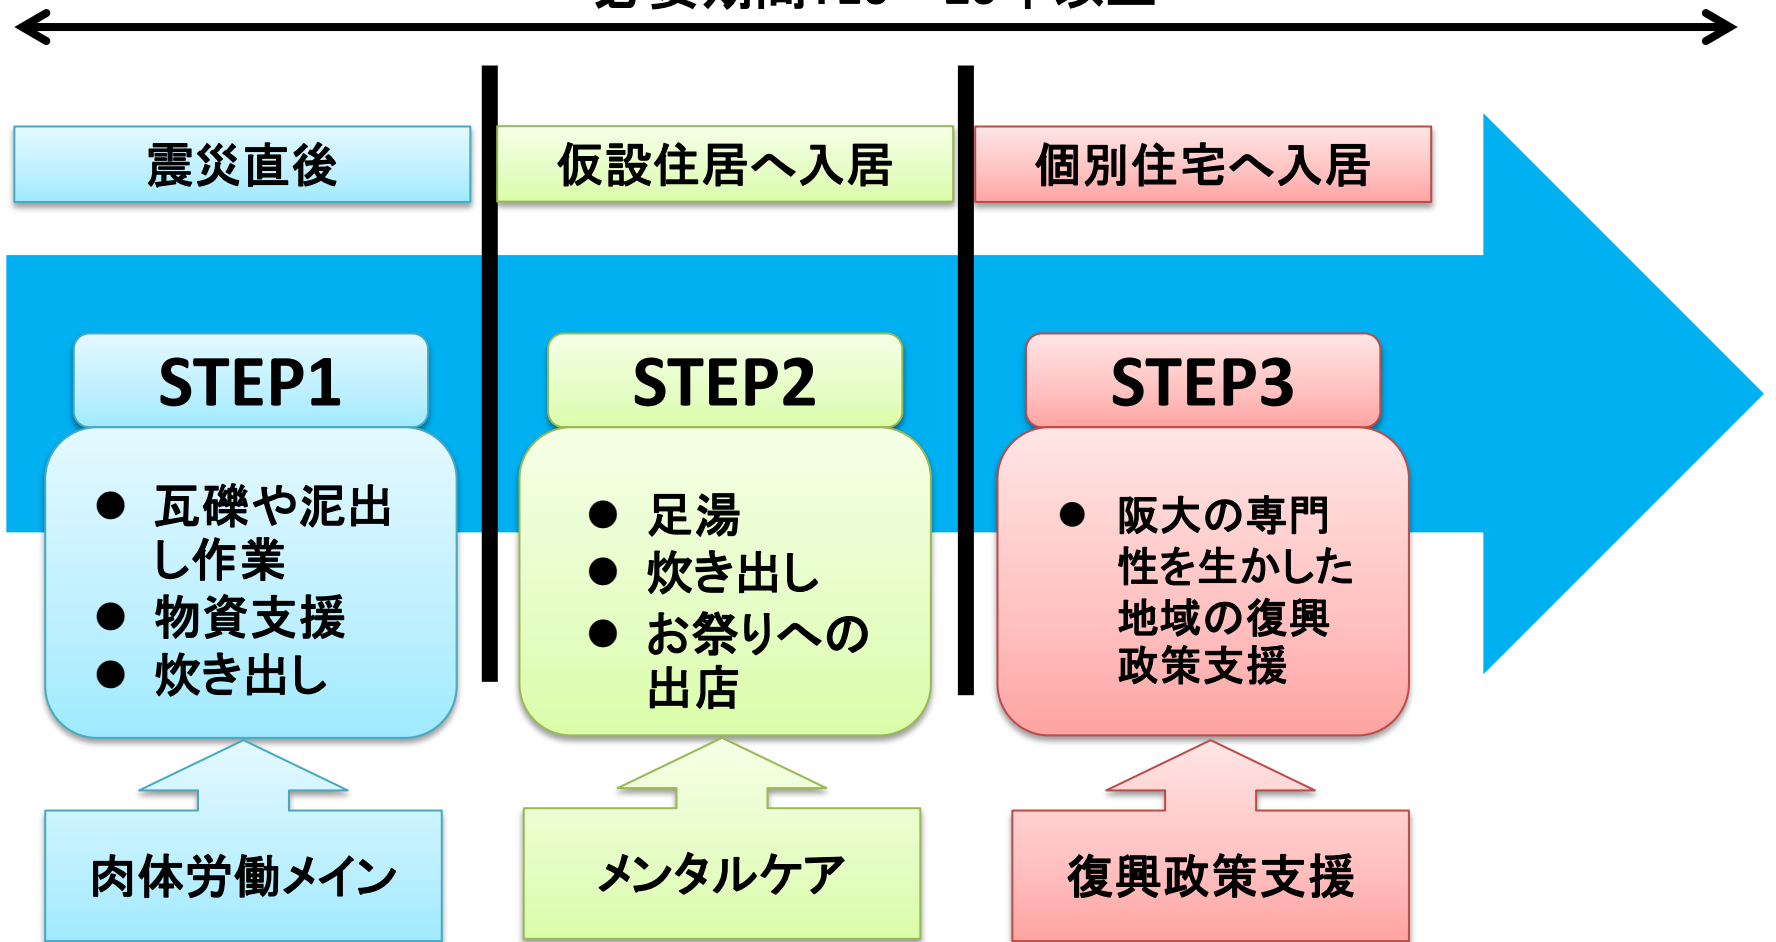 震災直後
仮設住居へ入居
個別住宅へ入居
STEP1
● 瓦礫や泥出
し作業
● 物資支援
● 炊き出し
STEP2
● 足湯
● 炊き出し
● お祭りへの
出店
STEP3
● 阪大の専門
性を生かした
地域の復興
政策支援
肉体労働メイン
メンタルケア
復興政策支援